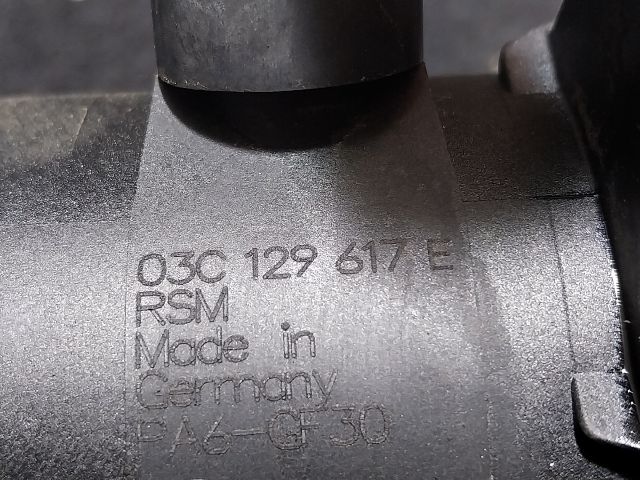 03C 129 617 E
RSM
Made in
Germany
PA6-GF30